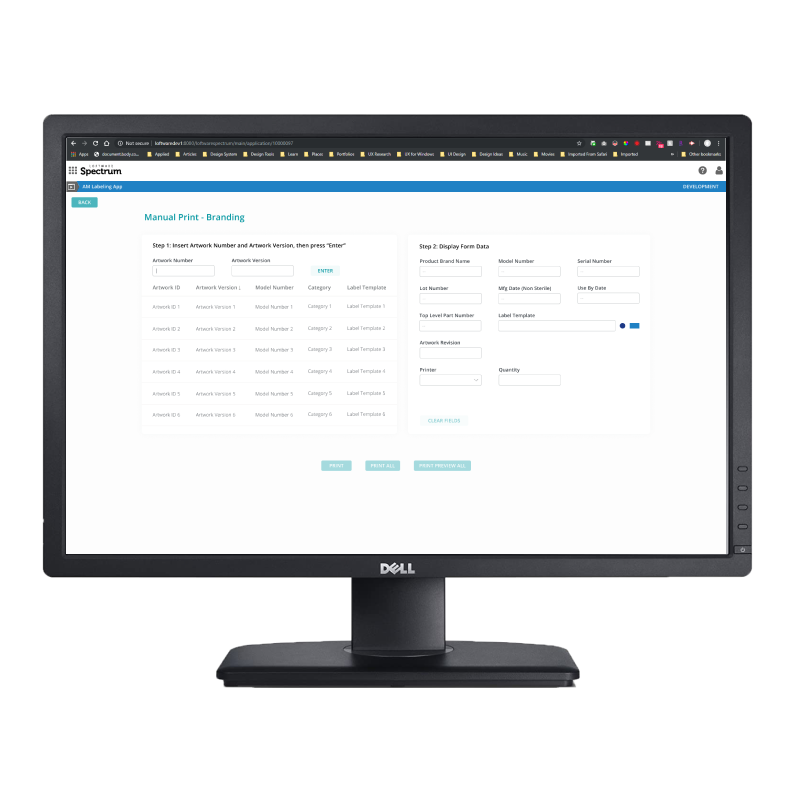 Not secure | loftwaredev1:8080/loftwarespectrum/main/application/10000097
Apps documentsbody.co... Applied Articles Design System Design Tools Learn Places Portfolios UX Research UX for Windows UI Design Design Ideas Music Movies Imported From Safari Imported » Other bookmarks
LOFTWARE
Spectrum
AM Labeling App DEVELOPMENT
BACK
Manual Print - Branding
Step 1: Insert Artwork Number and Artwork Version, then press "Enter"
Artwork Number Artwork Version
ENTER
Artwork ID Artwork Version Model Number Category Label Template
Artwork ID 1 Artwork Version 1 Model Number 1 Category 1 Label Template 1
Artwork ID 2 Artwork Version 2 Model Number 2 Category 2 Label Template 2
Artwork ID 3 Artwork Version 3 Model Number 3 Category 3 Label Template 3
Artwork ID 4 Artwork Version 4 Model Number 4 Category 4 Label Template 4
Artwork ID 5 Artwork Version 5 Model Number 5 Category 5 Label Template 5
Artwork ID 6 Artwork Version 6 Model Number 6 Category 6 Label Template 6
Step 2: Display Form Data
Product Brand Name Model Number Serial Number
Lot Number Mfg Date (Non Sterile) Use By Date
Top Level Part Number Label Template
Artwork Revision
Printer Quantity
CLEAR FIELDS
PRINT PRINT ALL PRINT PREVIEW ALL
DELL